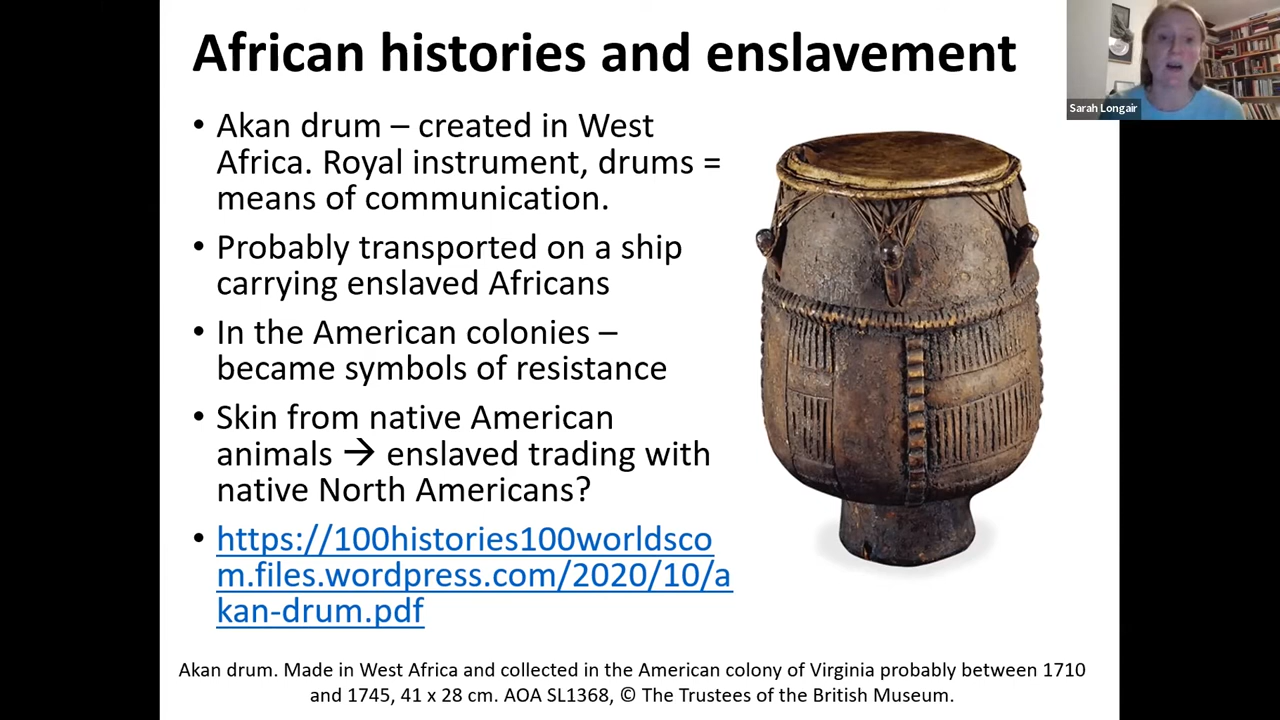 African histories and enslavement
Sarah Longair
• Akan drum – created in West
Africa. Royal instrument, drums =
means of communication.
• Probably transported on a ship
carrying enslaved Africans
• In the American colonies –
became symbols of resistance
• Skin from native American
animals → enslaved trading with
native North Americans?
• https://100histories100worldsco
m.files.wordpress.com/2020/10/a
kan-drum.pdf
Akan drum. Made in West Africa and collected in the American colony of Virginia probably between 1710
and 1745, 41 x 28 cm. AOA SL1368, © The Trustees of the British Museum.